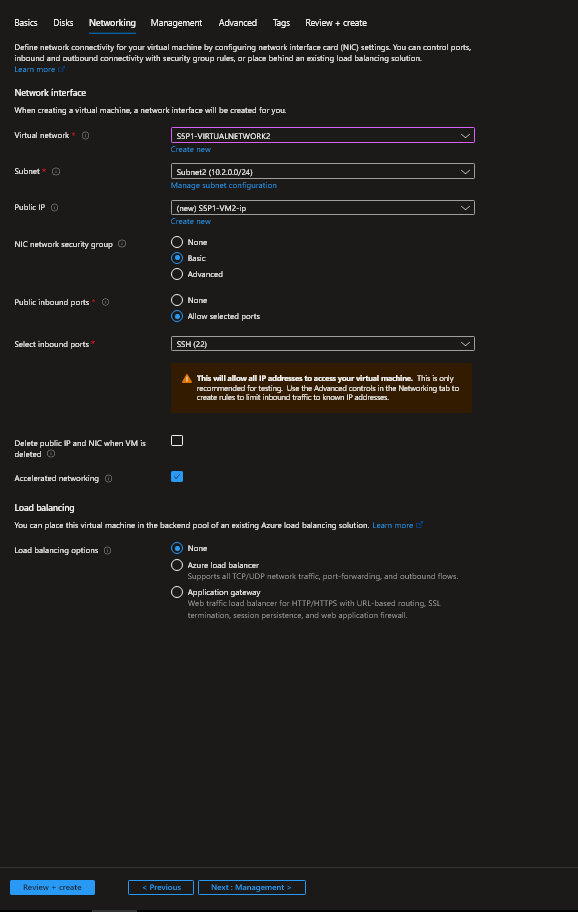 Basics Disks Networking Management Advanced Tags Review + create
Define network connectivity for your virtual machine by configuring network interface card (NIC) settings. You can control ports,
inbound and outbound connectivity with security group rules, or place behind an existing load balancing solution.
Learn more
Network interface
When creating a virtual machine, a network interface will be created for you.
Virtual network *
SSP1-VIRTUALNETWORK2
Create new
Subnet *
Subnet2 (10.2.0.0/24)
Manage subnet configuration
Public IP
(new) SSP1-VM2-ip
Create new
NIC network security group
None
Basic
Advanced
Public inbound ports *
None
Allow selected ports
Select inbound ports *
SSH (22)
This will allow all IP addresses to access your virtual machine. This is only
recommended for testing. Use the Advanced controls in the Networking tab to
create rules to limit inbound traffic to known IP addresses.
Delete public IP and NIC when VM is
deleted
Accelerated networking
Load balancing
You can place this virtual machine in the backend pool of an existing Azure load balancing solution. Learn more
Load balancing options
None
Azure load balancer
Supports all TCP/UDP network traffic, port-forwarding, and outbound flows.
Application gateway
Web traffic load balancer for HTTP/HTTPS with URL-based routing, SSL
termination, session persistence, and web application firewall.
Review + create
< Previous
Next : Management >